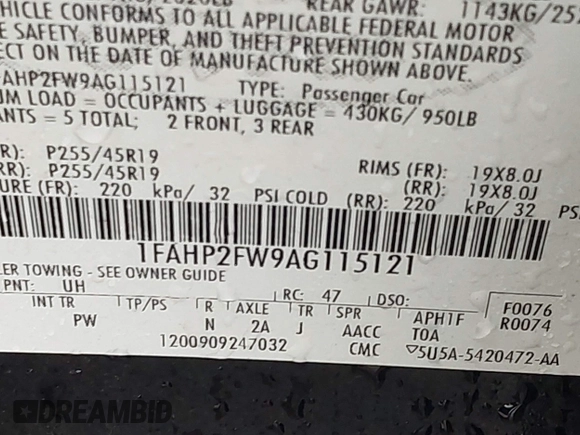 REAR GAWR: 1143KG/
HICLE CONFORMS TO ALL APPLICABLE FEDERAL MOTOR
E SAFETY, BUMPER, AND THEFT PREVENTION STANDARDS
CT ON THE DATE OF MANUFACTURE SHOWN ABOVE.
FAHP2FW9AG115121 TYPE: Passenger Car
UM LOAD = OCCUPANTS + LUGGAGE = 430KG/ 950LB
ANTS = 5 TOTAL; 2 FRONT, 3 REAR
R): P255/45R19 RIMS (FR): 19X8.0J
R): P255/45R19 (RR): 19X8.0J
URE (FR): 220 kPa/ 32 PSI COLD (RR): 220 kPa/ 32 PS
1FAHP2FW9AG115121
LER TOWING - SEE OWNER GUIDE
PNT: UH RC: 47 DSO:
INT TR TP/PS R AXLE TR SPR APH1F F0076
PW N 2A J AACC TOA R0074
1200909247032 CMC ▽5U5A-5420472-AA
DREAMBID